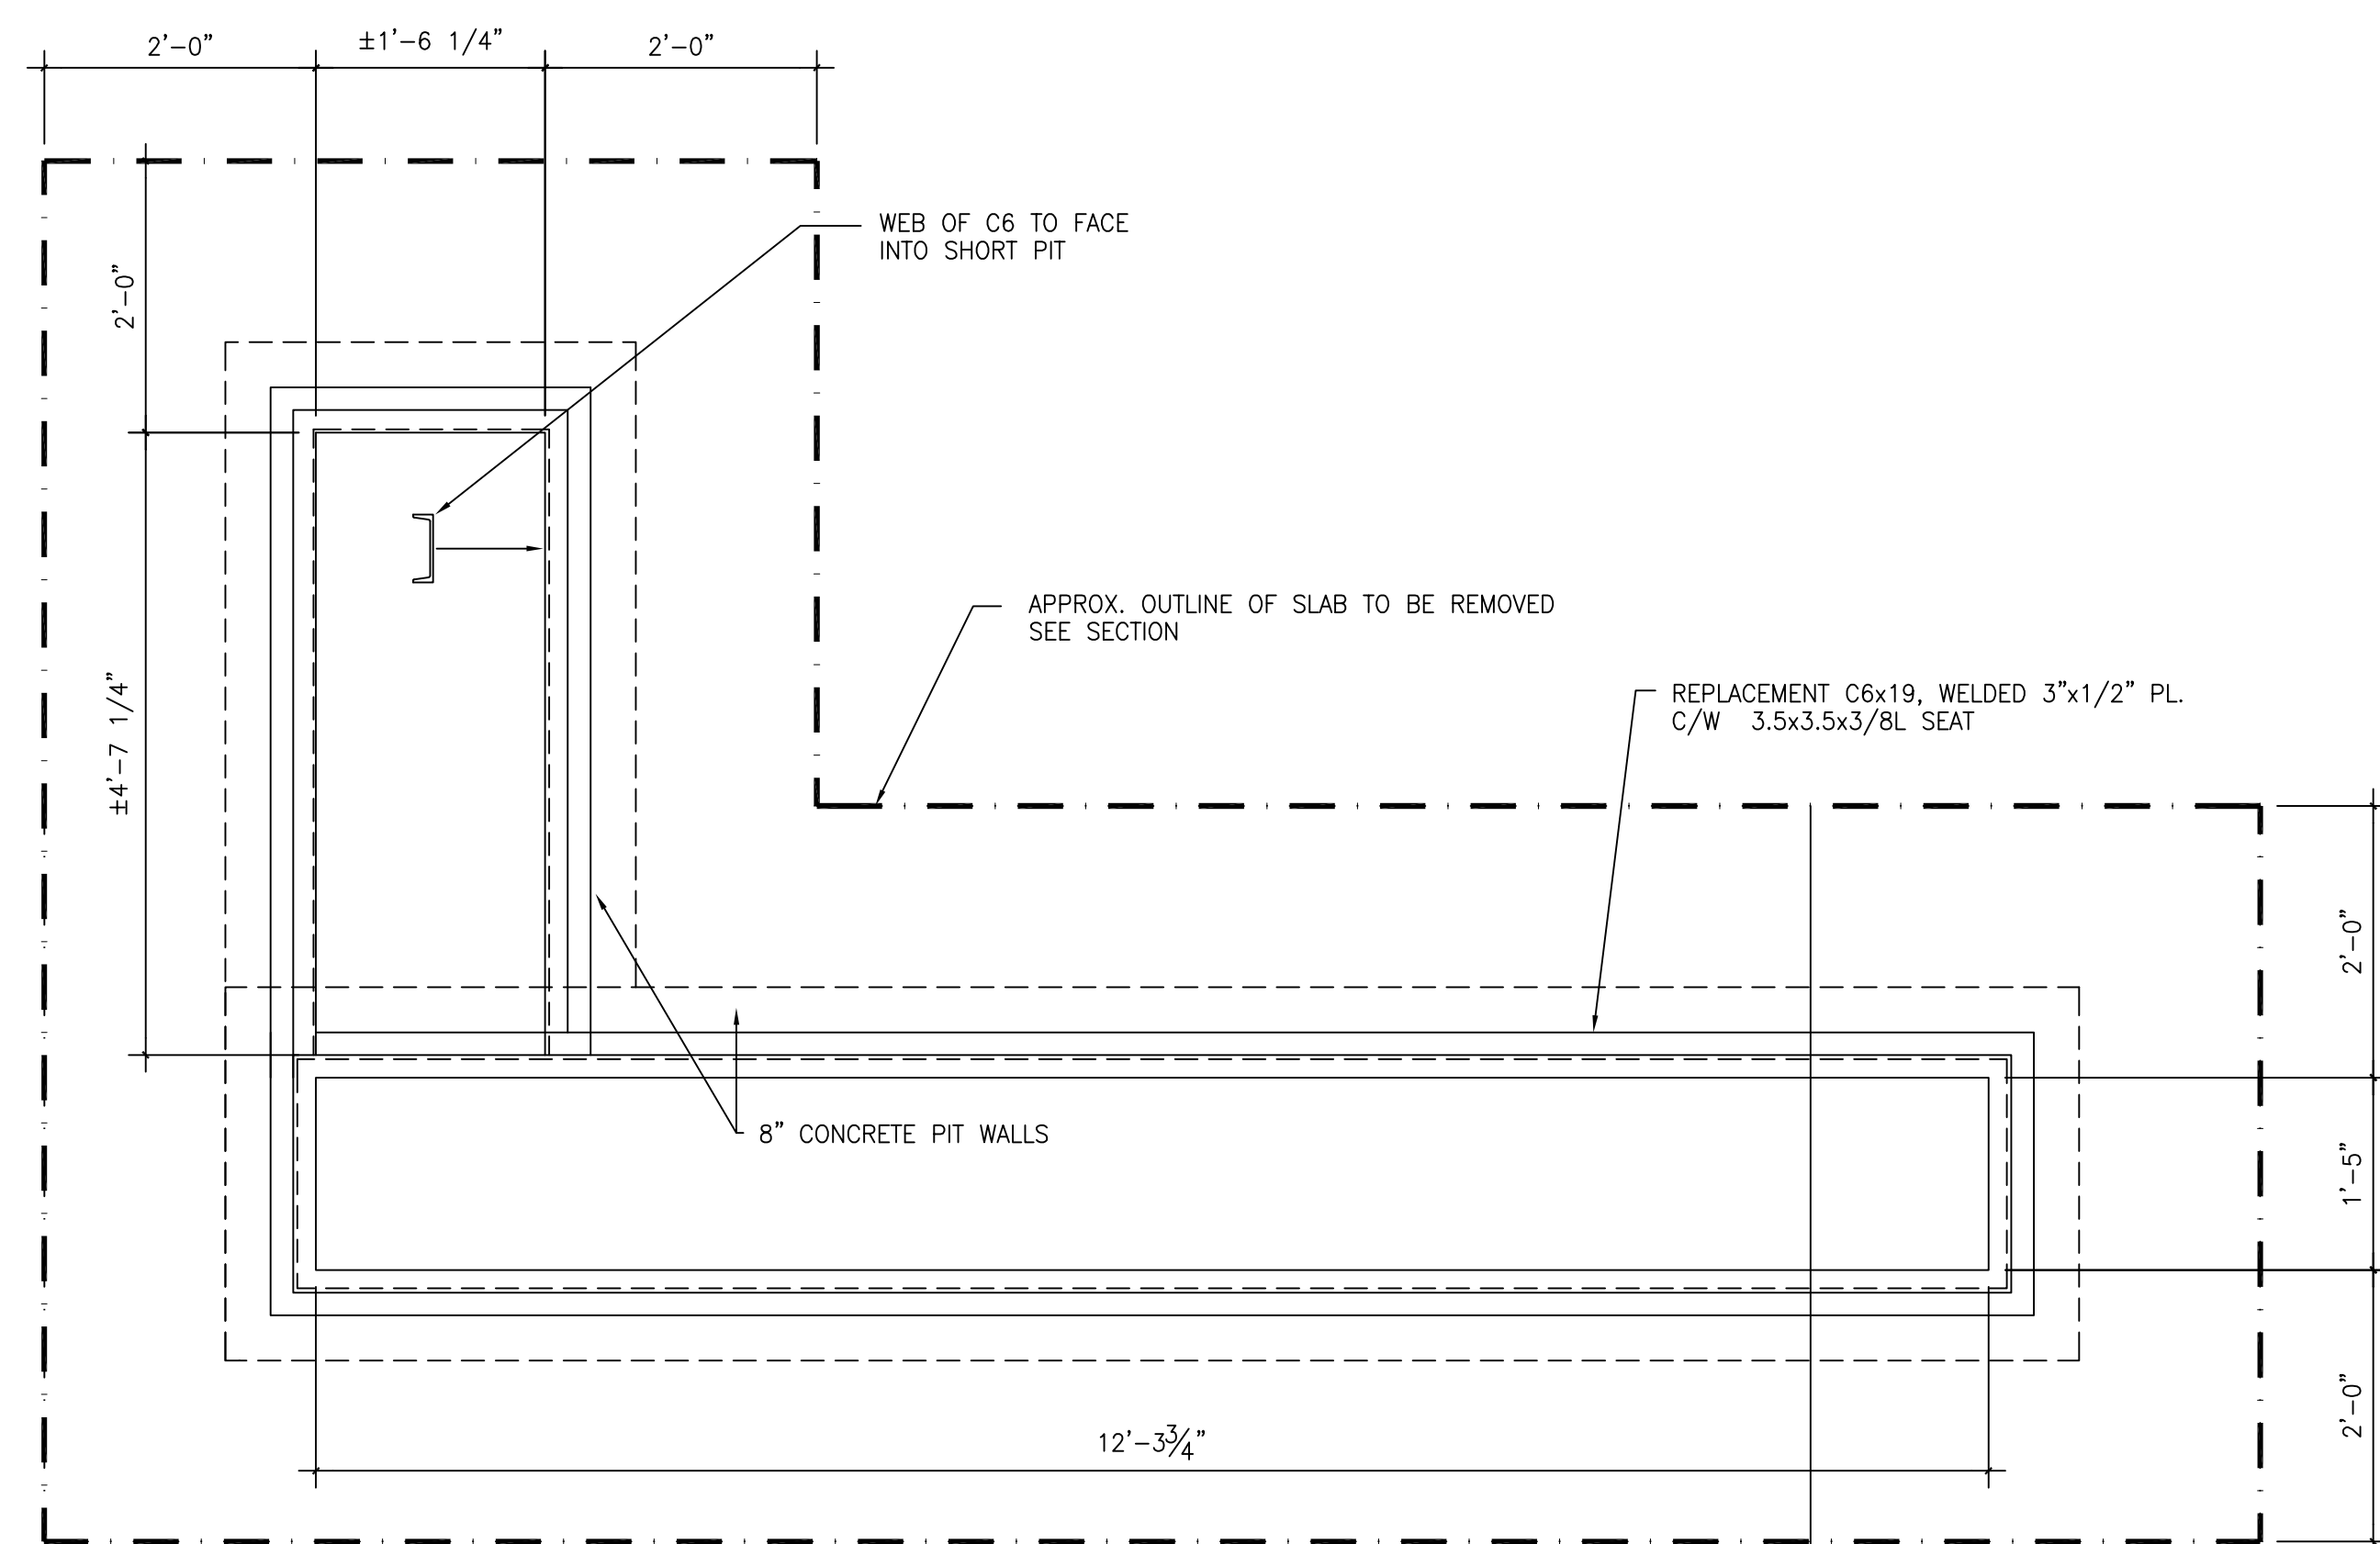 2'-0"
±1'-6 1/4"
2'-0"
WEB OF C6 TO FACE
INTO SHORT PIT
2'-0"
APPROX. OUTLINE OF SLAB TO BE REMOVED
SEE SECTION
REPLACEMENT C6x19, WELDED 3"x1/2" PL.
C/W 3.5x3.5x3/8L SEAT
±4'-7 1/4"
2'-0"
8" CONCRETE PIT WALLS
1'-5"
2'-0"
12'-3 3/4"